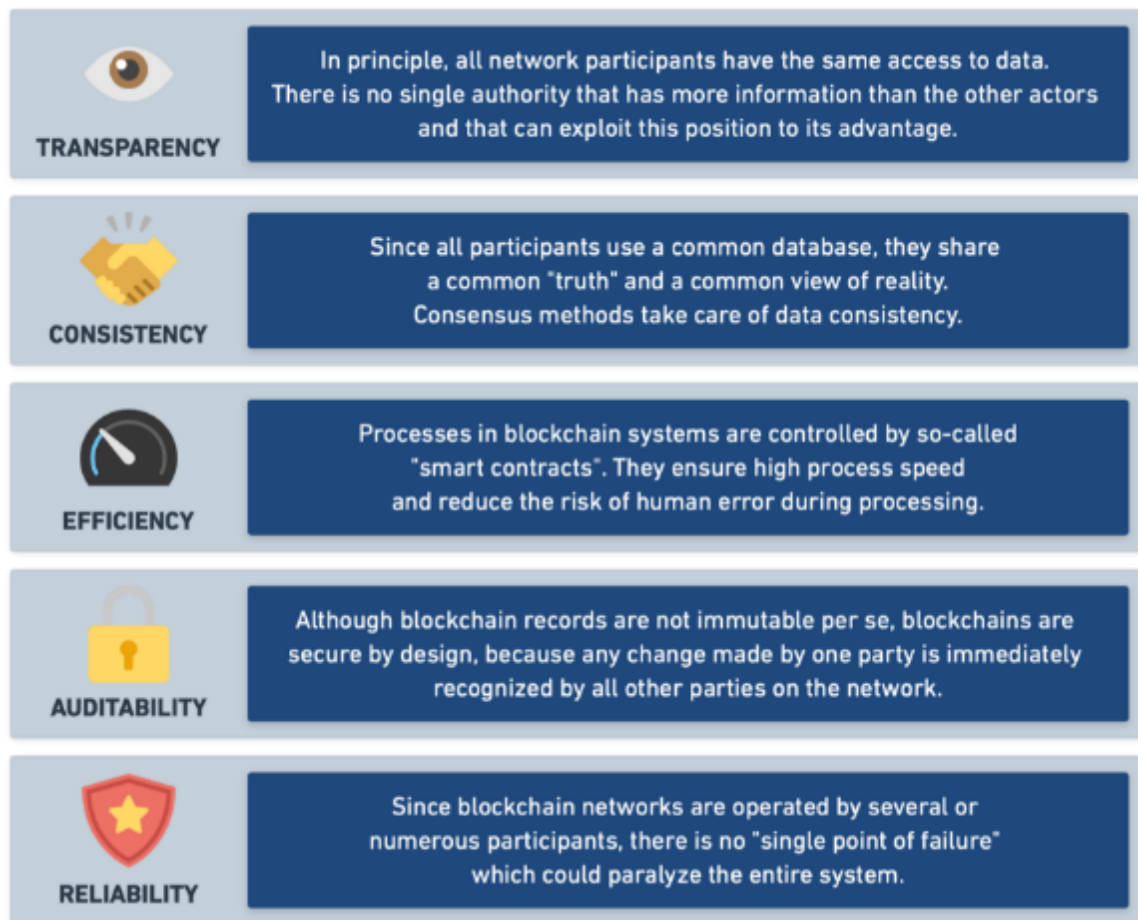 In principle, all network participants have the same access to data.
There is no single authority that has more information than the other actors
and that can exploit this position to its advantage.
TRANSPARENCY
Since all participants use a common database, they share
a common "truth" and a common view of reality.
Consensus methods take care of data consistency.
CONSISTENCY
Processes in blockchain systems are controlled by so-called
"smart contracts". They ensure high process speed
and reduce the risk of human error during processing.
EFFICIENCY
Although blockchain records are not immutable per se, blockchains are
secure by design, because any change made by one party is immediately
recognized by all other parties on the network.
AUDITABILITY
Since blockchain networks are operated by several or
numerous participants, there is no "single point of failure"
which could paralyze the entire system.
RELIABILITY